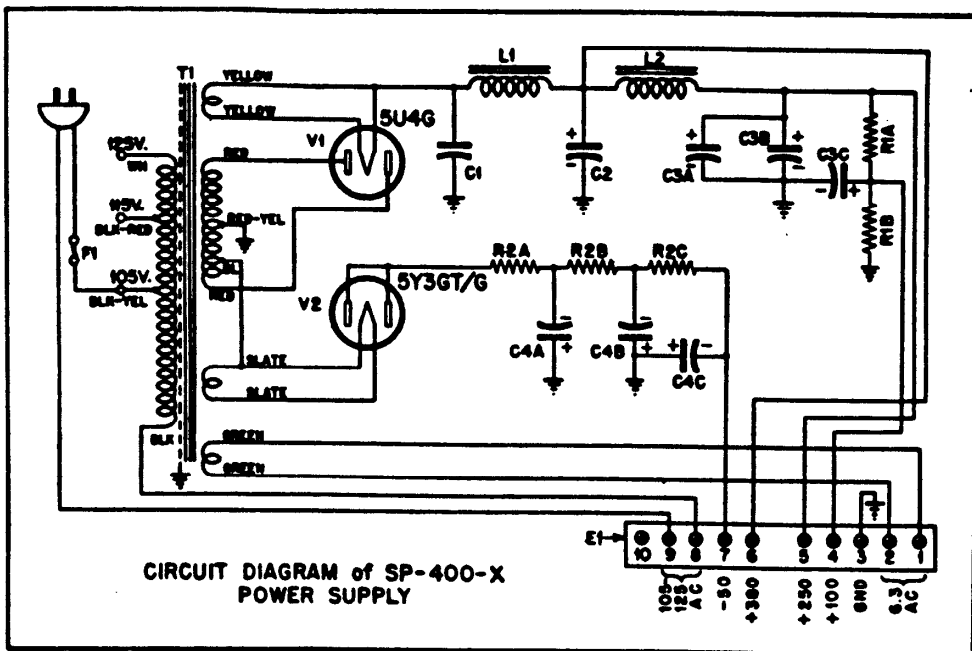 T1
YELLOW
YELLOW
L1
L2
5U4G
V1
125V.
WH
RED
C1
C2
C3A
C3B
C3C
R1A
R1B
115V.
BLK-RED
RED-YEL
F1
105V.
BLK-YEL
BL
RED
5Y3GT/G
V2
R2A
R2B
R2C
C4A
C4B
C4C
SLATE
SLATE
BLK
GREEN
GREEN
E1
10 9 8 7 6 5 4 3 2 1
105-
125
AC
-50
+380
+250
+100
GND
6.3
AC
CIRCUIT DIAGRAM of SP-400-X
POWER SUPPLY